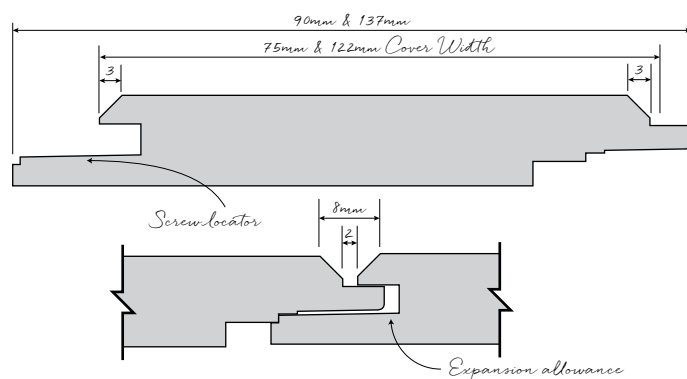 90mm & 137mm
75mm & 122mm Cover Width
3
3
Screw locator
8mm
2
Expansion allowance